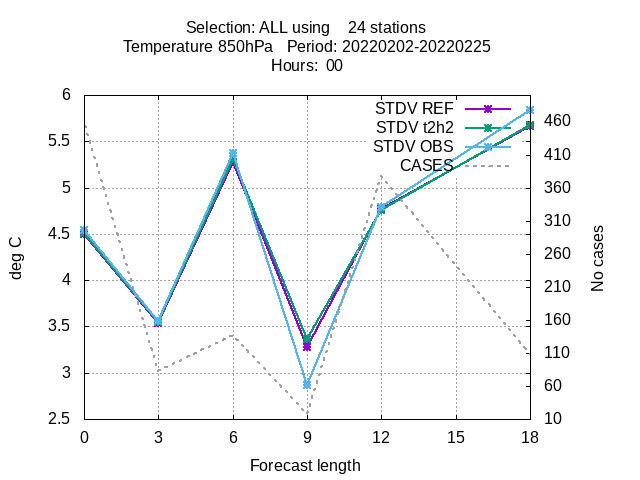 Selection: ALL using    24 stations
Temperature 850hPa   Period: 20220202-20220225
Hours:  00
STDV REF
STDV t2h2
STDV OBS
CASES
6
5.5
5
4.5
4
3.5
3
2.5
460
410
360
310
260
210
160
110
60
10
deg C
No cases
0 3 6 9 12 15 18
Forecast length